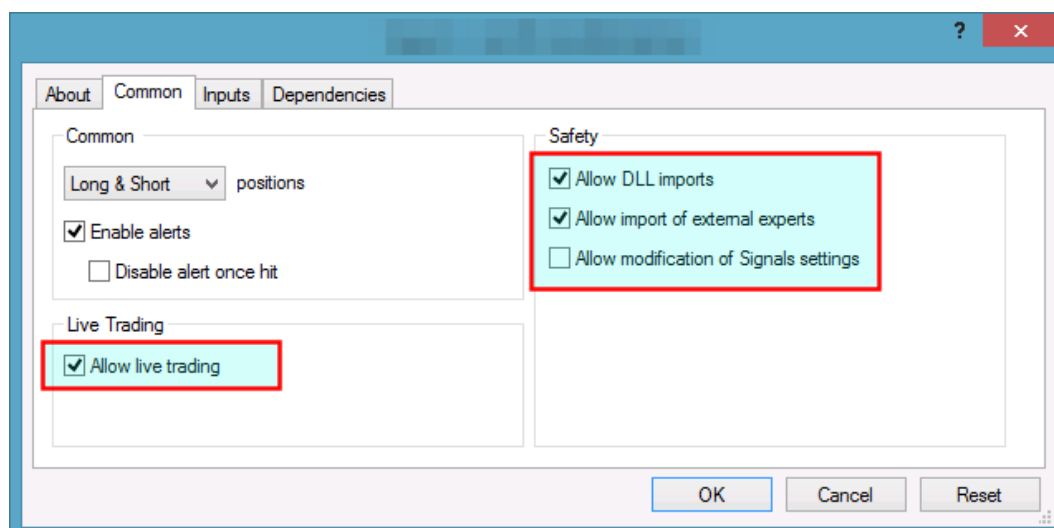 ?
About Common Inputs Dependencies
Common
Long & Short positions
Enable alerts
Disable alert once hit
Live Trading
Allow live trading
Safety
Allow DLL imports
Allow import of external experts
Allow modification of Signals settings
OK Cancel Reset